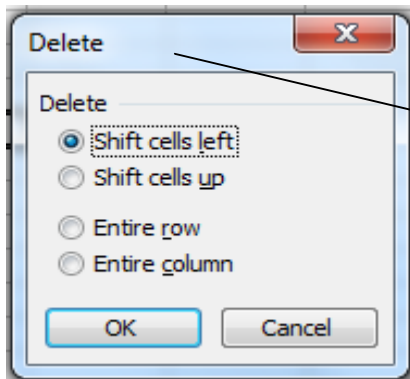 Delete
Delete
Shift cells left
Shift cells up
Entire row
Entire column
OK
Cancel